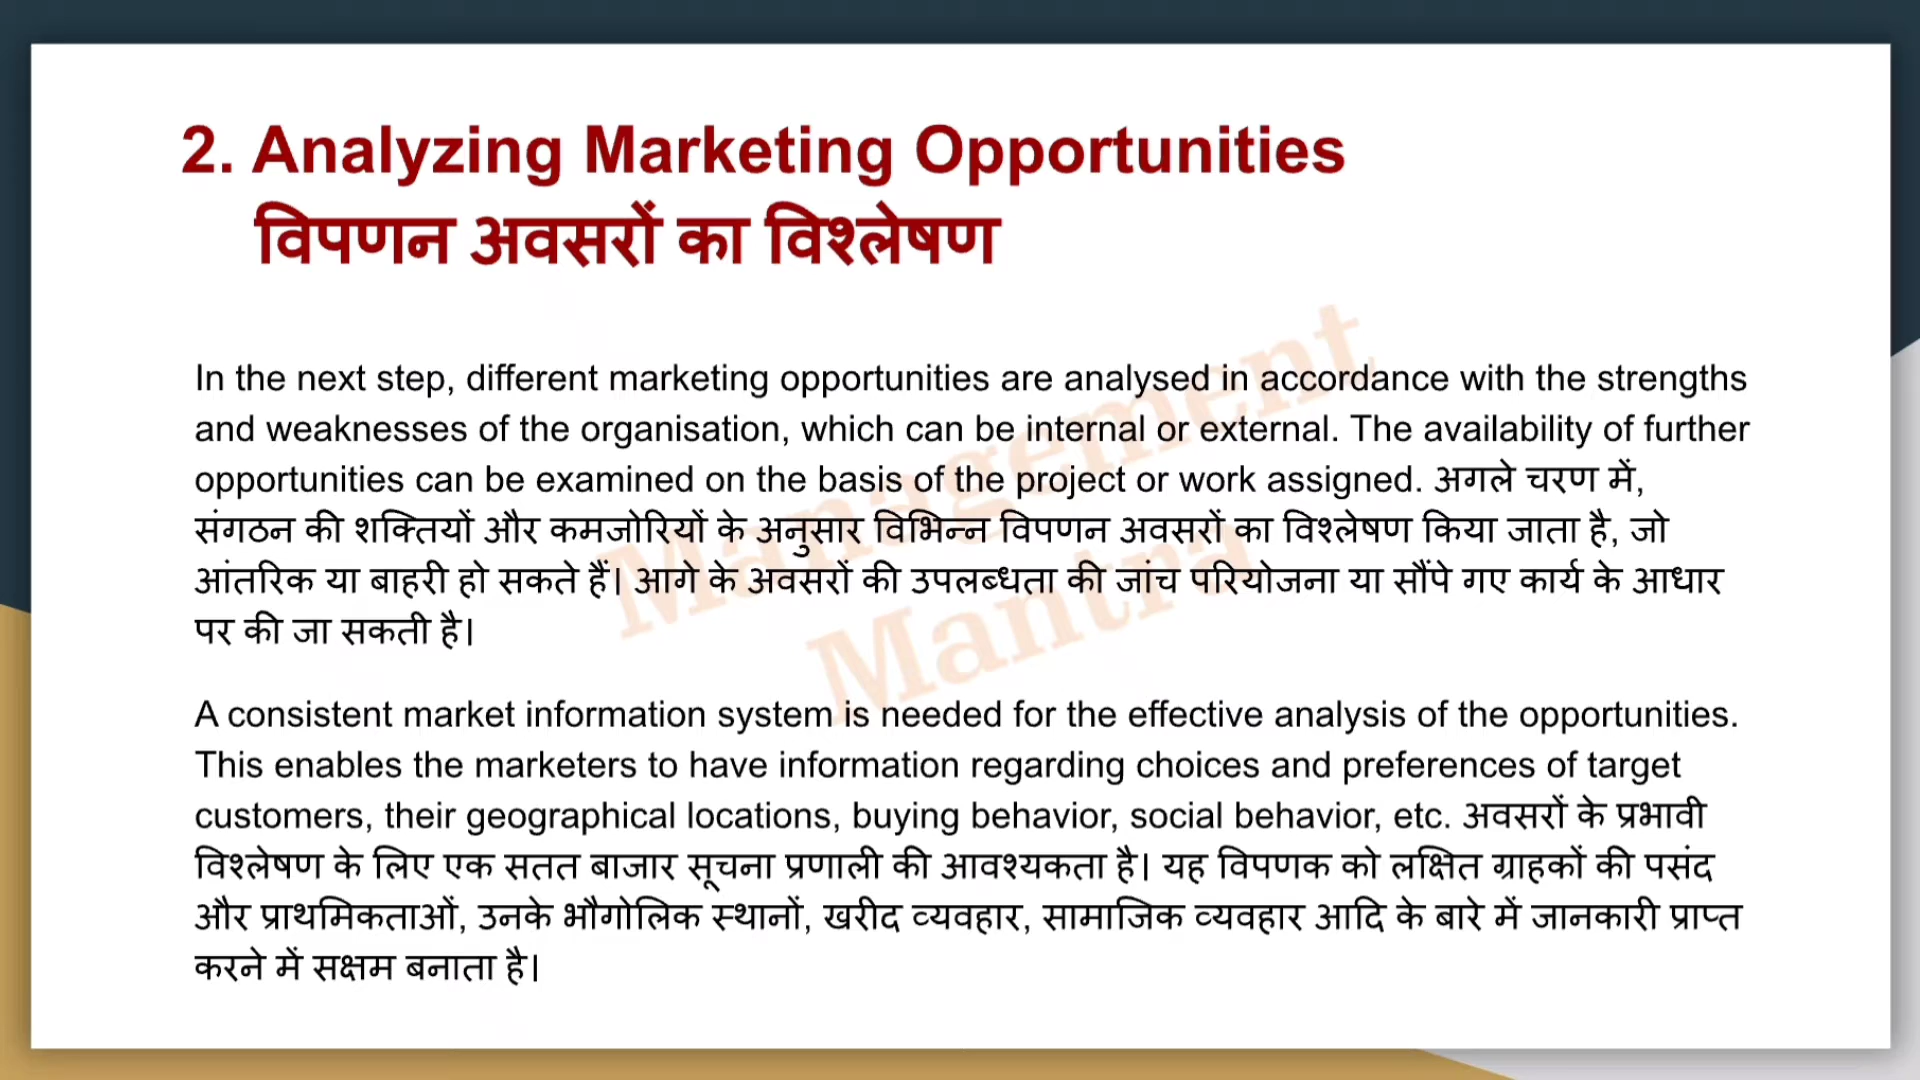 2. Analyzing Marketing Opportunities
विपणन अवसरों का विश्लेषण
In the next step, different marketing opportunities are analysed in accordance with the strengths
and weaknesses of the organisation, which can be internal or external. The availability of further
opportunities can be examined on the basis of the project or work assigned. अगले चरण में,
संगठन की शक्तियों और कमजोरियों के अनुसार विभिन्न विपणन अवसरों का विश्लेषण किया जाता है, जो
आंतरिक या बाहरी हो सकते हैं। आगे के अवसरों की उपलब्धता की जांच परियोजना या सौंपे गए कार्य के आधार
पर की जा सकती है।
A consistent market information system is needed for the effective analysis of the opportunities.
This enables the marketers to have information regarding choices and preferences of target
customers, their geographical locations, buying behavior, social behavior, etc. अवसरों के प्रभावी
विश्लेषण के लिए एक सतत बाजार सूचना प्रणाली की आवश्यकता है। यह विपणक को लक्षित ग्राहकों की पसंद
और प्राथमिकताओं, उनके भौगोलिक स्थानों, खरीद व्यवहार, सामाजिक व्यवहार आदि के बारे में जानकारी प्राप्त
करने में सक्षम बनाता है।
Management
Mantra